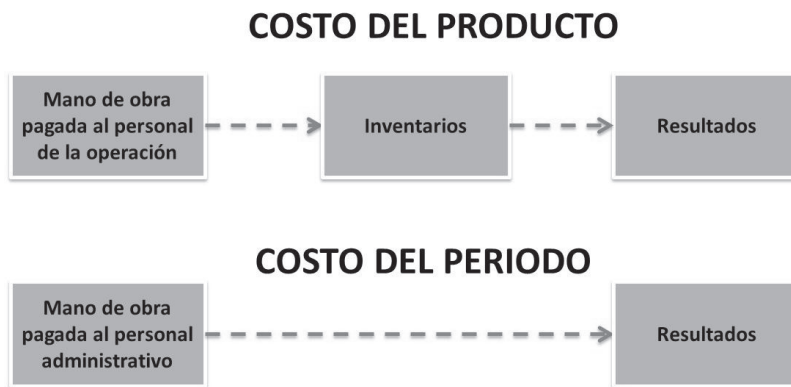 COSTO DEL PRODUCTO
Mano de obra
pagada al personal
de la operación
Inventarios
Resultados
COSTO DEL PERIODO
Mano de obra
pagada al personal
administrativo
Resultados